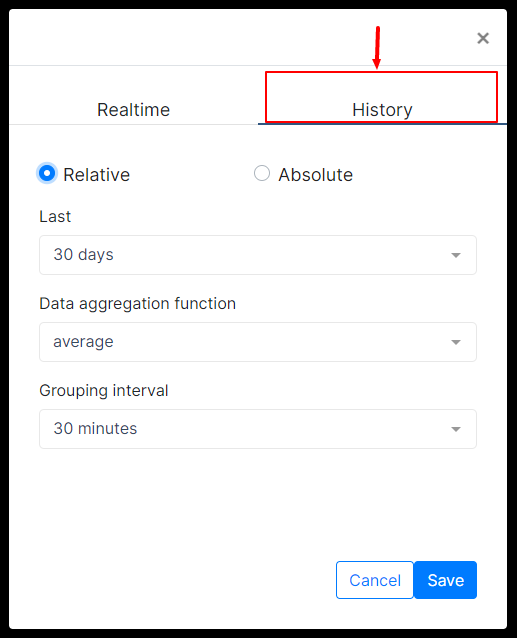 ×
Realtime History
Relative Absolute
Last
30 days
Data aggregation function
average
Grouping interval
30 minutes
Cancel Save